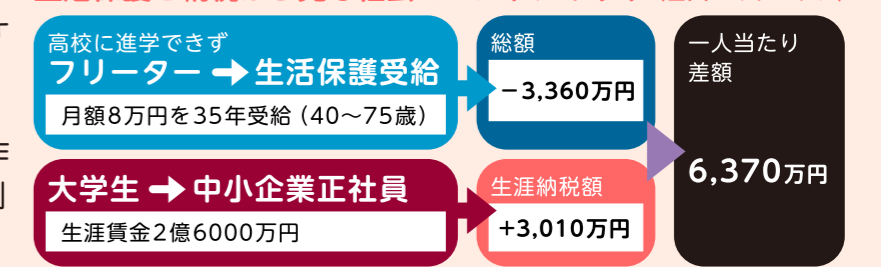 高校に進学できず
フリーター ➡ 生活保護受給
月額8万円を35年受給(40〜75歳)
総額
−3,360万円
大学生 ➡ 中小企業正社員
生涯賃金2億6000万円
生涯納税額
+3,010万円
一人当たり
差額
6,370万円